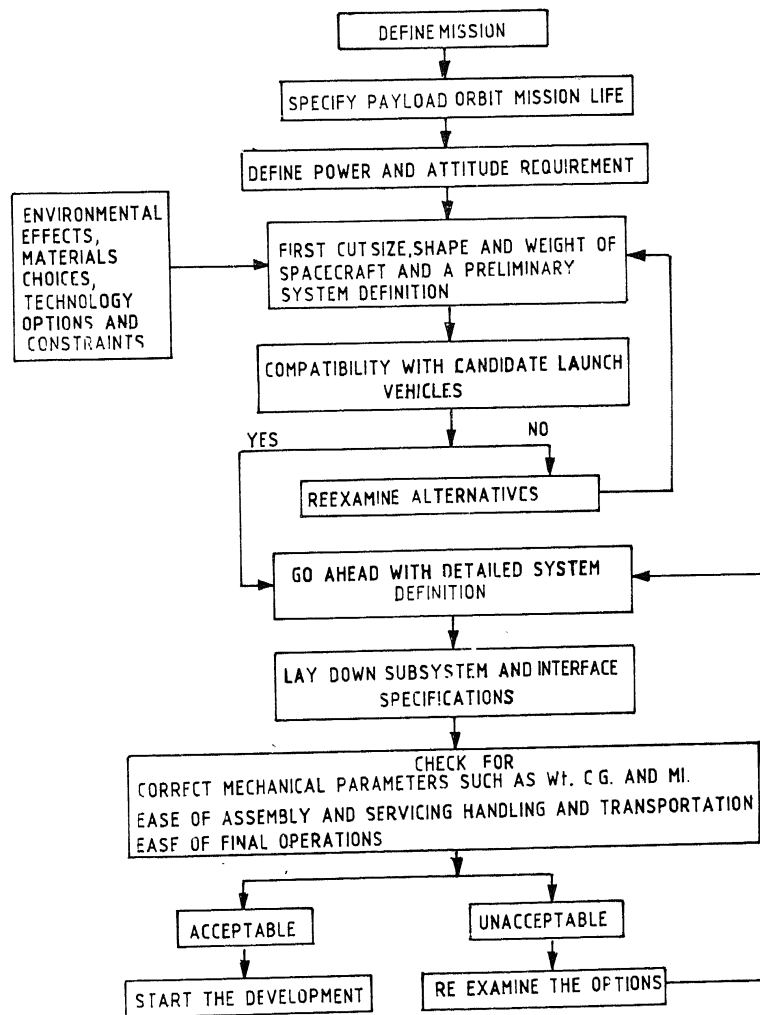 DEFINE MISSION
SPECIFY PAYLOAD ORBIT MISSION LIFE
DEFINE POWER AND ATTITUDE REQUIREMENT
ENVIRONMENTAL
EFFECTS,
MATERIALS
CHOICES,
TECHNOLOGY
OPTIONS AND
CONSTRAINTS
FIRST CUT SIZE, SHAPE AND WEIGHT OF
SPACECRAFT AND A PRELIMINARY
SYSTEM DEFINITION
COMPATIBILITY WITH CANDIDATE LAUNCH
VEHICLES
YES
NO
REEXAMINE ALTERNATIVES
GO AHEAD WITH DETAILED SYSTEM
DEFINITION
LAY DOWN SUBSYSTEM AND INTERFACE
SPECIFICATIONS
CHECK FOR
CORRECT MECHANICAL PARAMETERS SUCH AS Wt. C G. AND MI.
EASE OF ASSEMBLY AND SERVICING HANDLING AND TRANSPORTATION
EASE OF FINAL OPERATIONS
ACCEPTABLE
UNACCEPTABLE
START THE DEVELOPMENT
RE EXAMINE THE OPTIONS